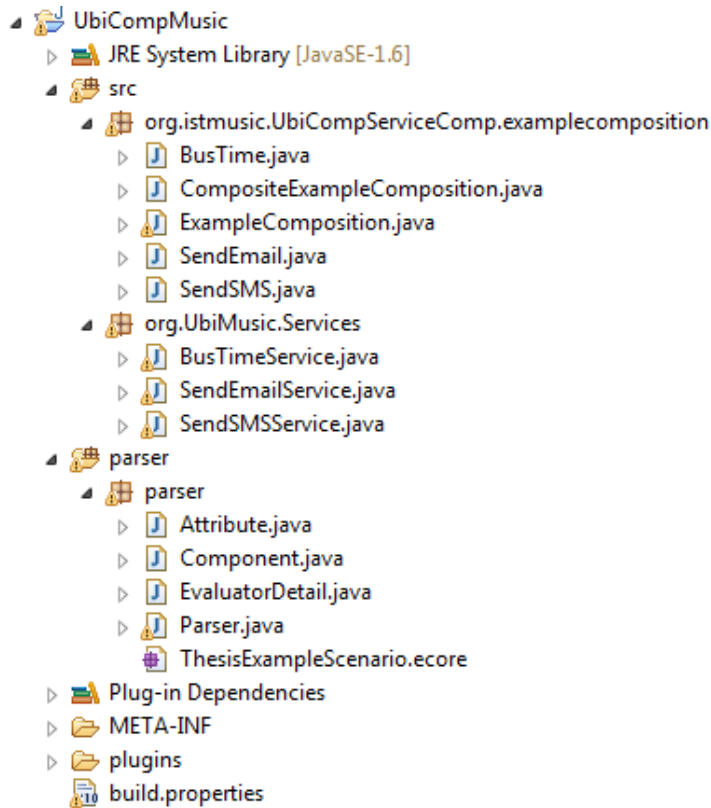 UbiCompMusic
JRE System Library [JavaSE-1.6]
src
org.istmusic.UbiCompServiceComp.examplecomposition
BusTime.java
CompositeExampleComposition.java
ExampleComposition.java
SendEmail.java
SendSMS.java
org.UbiMusic.Services
BusTimeService.java
SendEmailService.java
SendSMSService.java
parser
parser
Attribute.java
Component.java
EvaluatorDetail.java
Parser.java
ThesisExampleScenario.ecore
Plug-in Dependencies
META-INF
plugins
build.properties